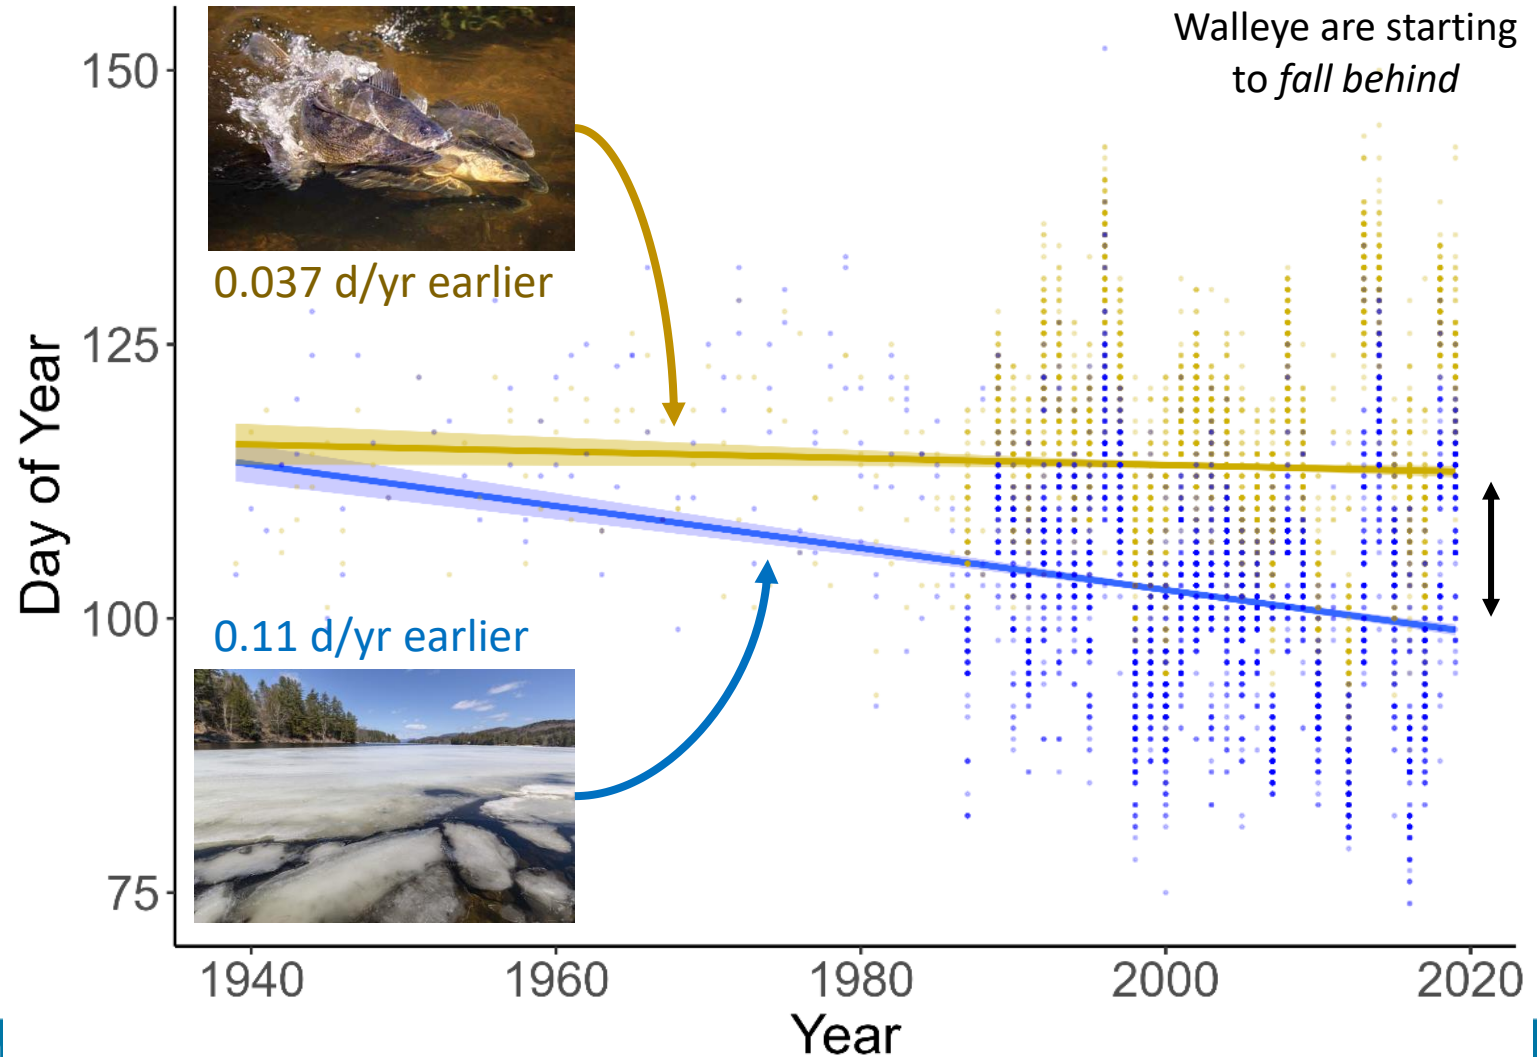 Walleye are starting
to fall behind
150
125
100
75
Day of Year
0.037 d/yr earlier
0.11 d/yr earlier
1940
1960
1980
2000
2020
Year